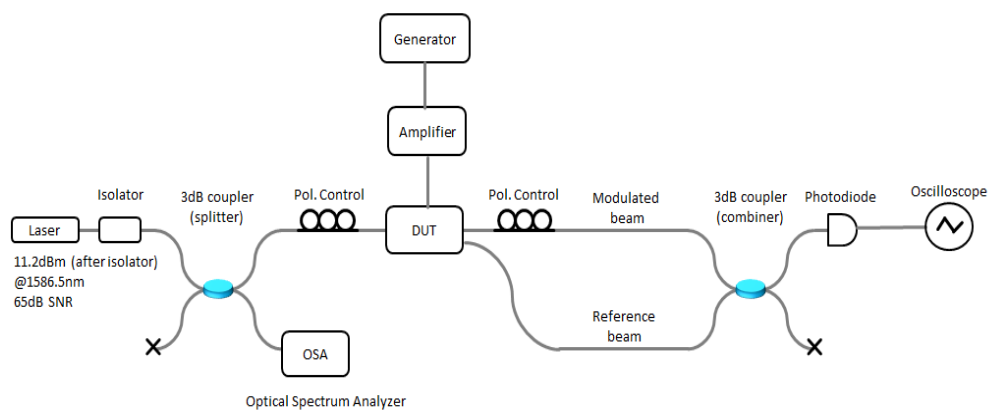 Generator
Amplifier
Isolator
3dB coupler
(splitter)
Pol. Control
Pol. Control
Modulated
beam
3dB coupler
(combiner)
Photodiode
Oscilloscope
Laser
DUT
11.2dBm (after isolator)
@1586.5nm
65dB SNR
Reference
beam
OSA
Optical Spectrum Analyzer